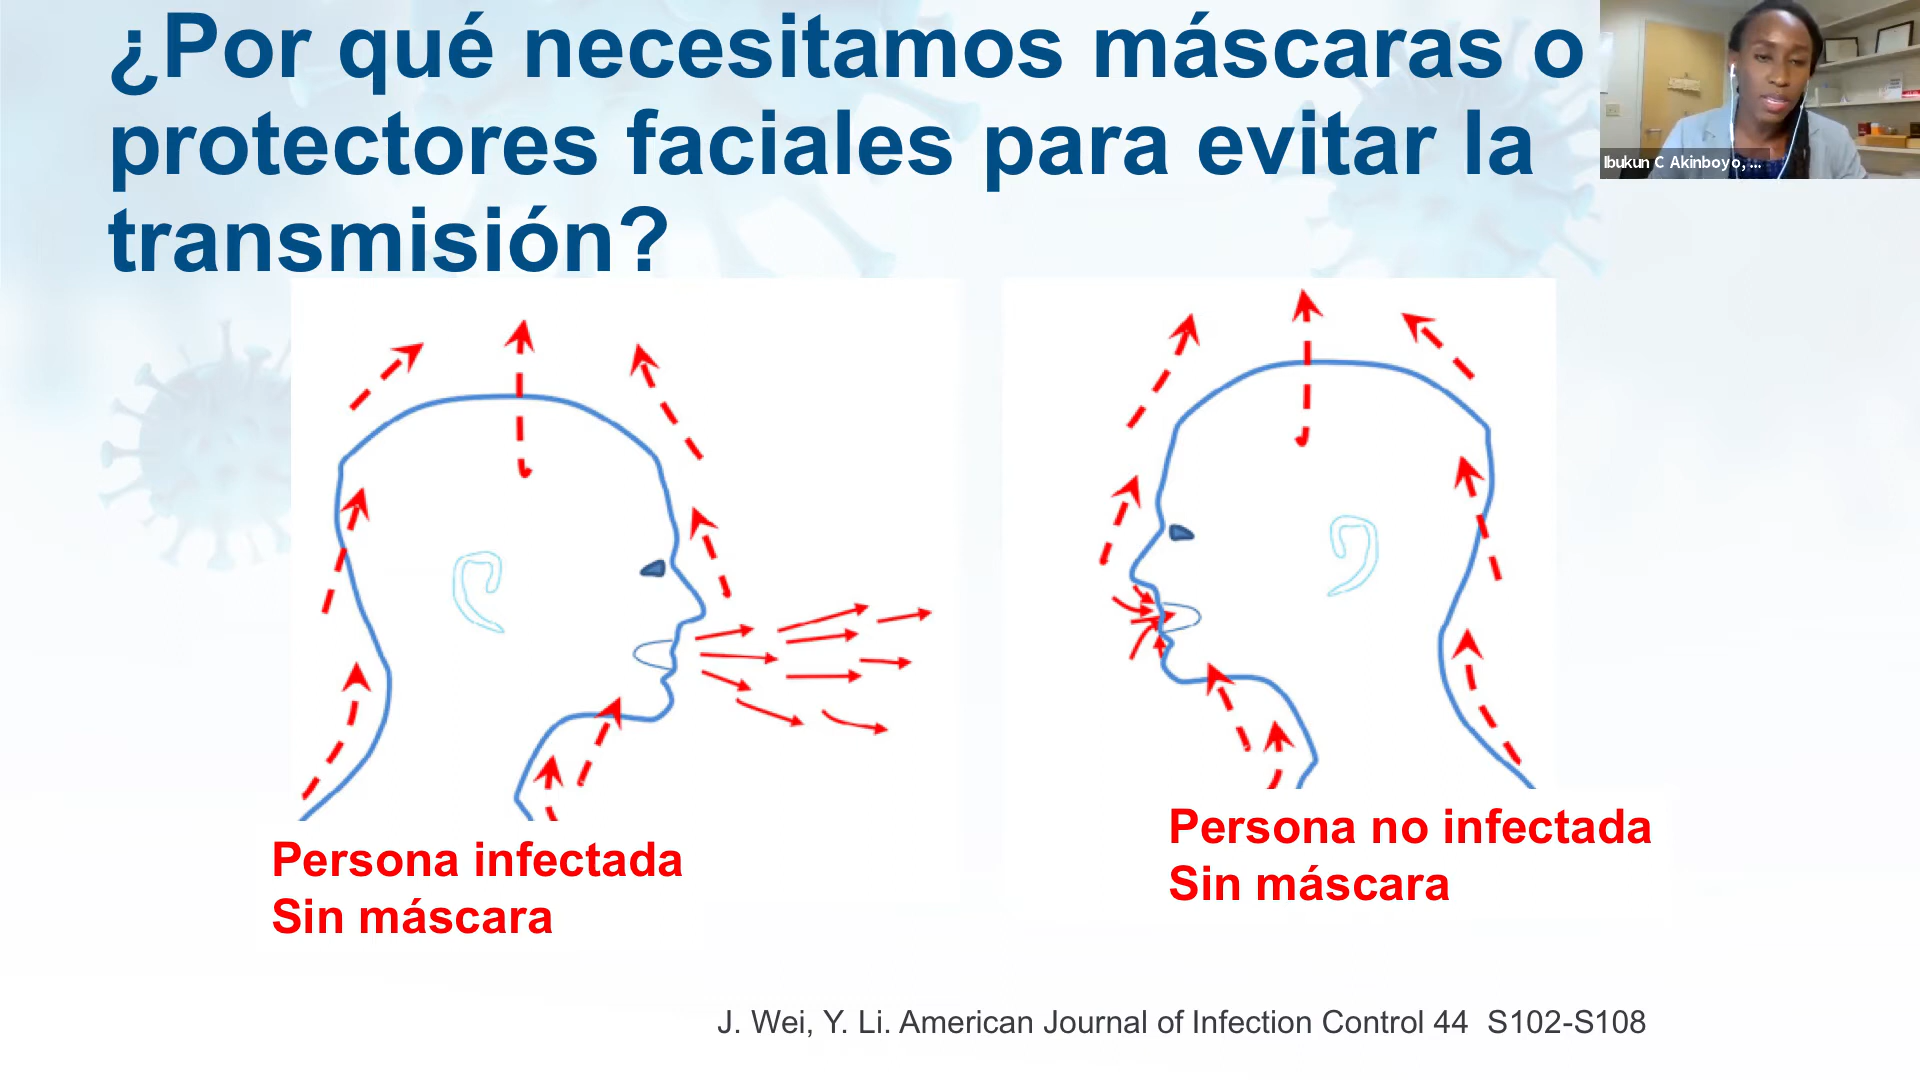 ¿Por qué necesitamos máscaras o
protectores faciales para evitar la
transmisión?
Ibukun C Akinboyo, ...
Persona infectada
Sin máscara
Persona no infectada
Sin máscara
J. Wei, Y. Li. American Journal of Infection Control 44 S102-S108